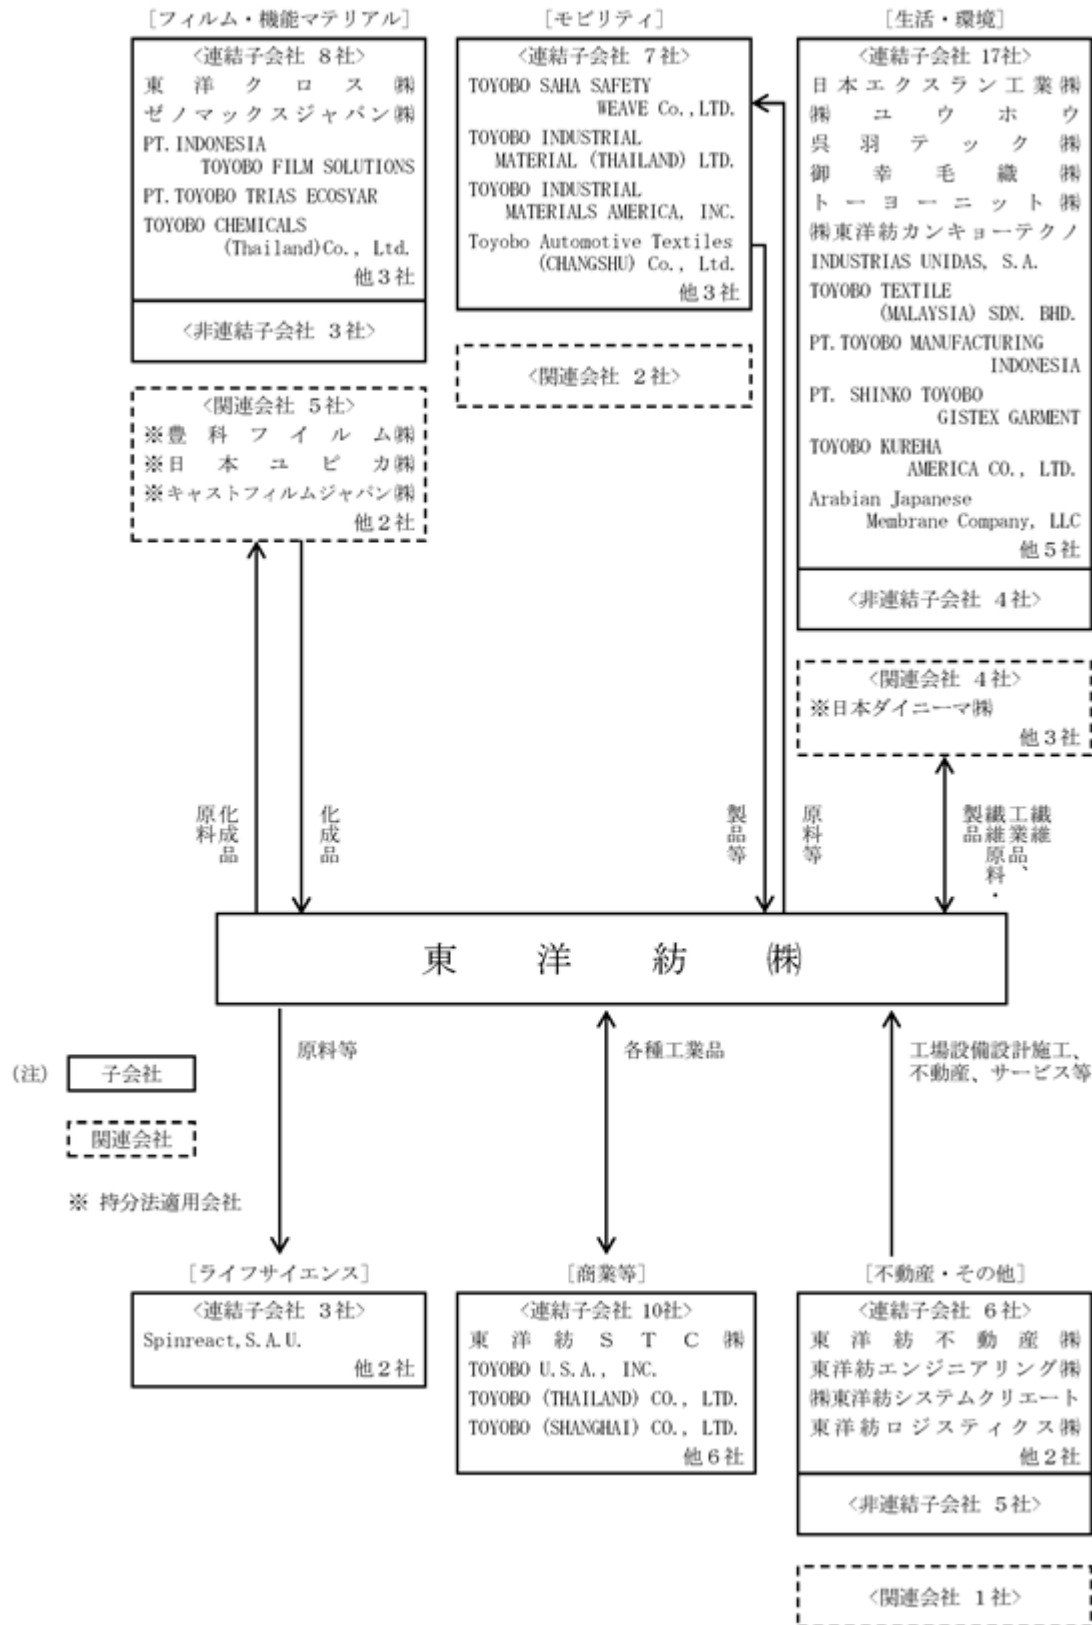 ［フィルム・機能マテリアル］
<連結子会社 8社>
東洋クロス㈱
ゼノマックスジャパン㈱
PT.INDONESIA
TOYOBO FILM SOLUTIONS
PT.TOYOBO TRIAS ECOSYAR
TOYOBO CHEMICALS
(Thailand)Co., Ltd.
他3社
<非連結子会社 3社>
<関連会社 5社>
※豊科フイルム㈱
※日本ユピカ㈱
※キャストフィルムジャパン㈱
他2社
［モビリティ］
<連結子会社 7社>
TOYOBO SAHA SAFETY
WEAVE Co.,LTD.
TOYOBO INDUSTRIAL
MATERIAL (THAILAND) LTD.
TOYOBO INDUSTRIAL
MATERIALS AMERICA, INC.
Toyobo Automotive Textiles
(CHANGSHU) Co., Ltd.
他3社
<関連会社 2社>
［生活・環境］
<連結子会社 17社>
日本エクスラン工業㈱
㈱ユウホウ
呉羽テック㈱
御幸毛織㈱
トーヨーニット㈱
㈱東洋紡カンキョーテクノ
INDUSTRIAS UNIDAS, S.A.
TOYOBO TEXTILE
(MALAYSIA) SDN. BHD.
PT.TOYOBO MANUFACTURING
INDONESIA
PT. SHINKO TOYOBO
GISTEX GARMENT
TOYOBO KUREHA
AMERICA CO., LTD.
Arabian Japanese
Membrane Company, LLC
他5社
<非連結子会社 4社>
<関連会社 4社>
※日本ダイニーマ㈱
他3社
化成品
原料
化成品
製品等
原料等
繊維
工業品、
繊維原料・
製品
東洋紡㈱
原料等
各種工業品
工場設備設計施工、
不動産、サービス等
(注)
子会社
関連会社
※ 持分法適用会社
［ライフサイエンス］
<連結子会社 3社>
Spinreact,S.A.U.
他2社
［商業等］
<連結子会社 10社>
東洋紡STC㈱
TOYOBO U.S.A., INC.
TOYOBO (THAILAND) CO., LTD.
TOYOBO (SHANGHAI) CO., LTD.
他6社
［不動産・その他］
<連結子会社 6社>
東洋紡不動産㈱
東洋紡エンジニアリング㈱
㈱東洋紡システムクリエート
東洋紡ロジスティクス㈱
他2社
<非連結子会社 5社>
<関連会社 1社>